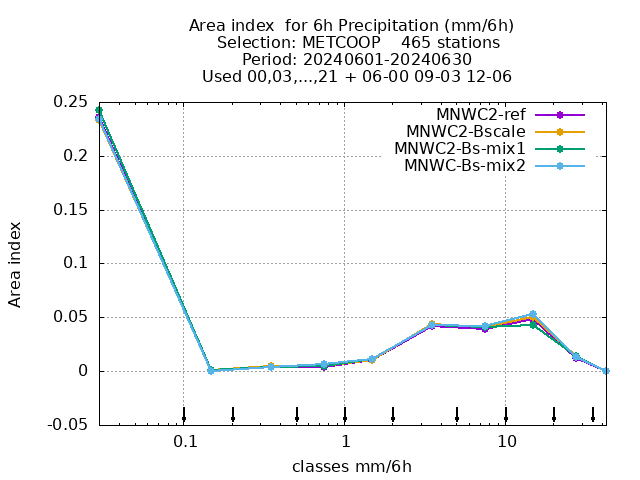 Area index  for 6h Precipitation (mm/6h)
Selection: METCOOP    465 stations
Period: 20240601-20240630
Used 00,03,...,21 + 06-00 09-03 12-06
MNWC2-ref
MNWC2-Bscale
MNWC2-Bs-mix1
MNWC-Bs-mix2
0.25
0.2
0.15
0.1
0.05
0
-0.05
Area index
0.1 1 10
classes mm/6h